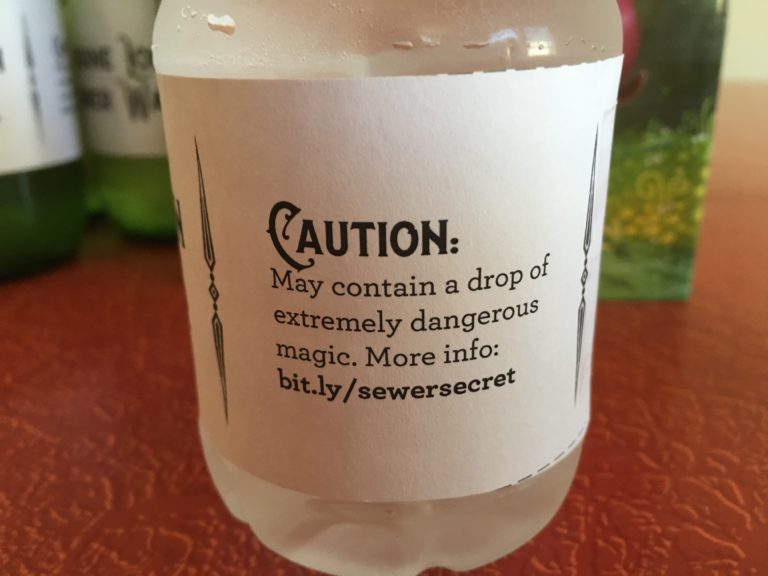 Caution:
May contain a drop of
extremely dangerous
magic. More info:
bit.ly/sewersecret